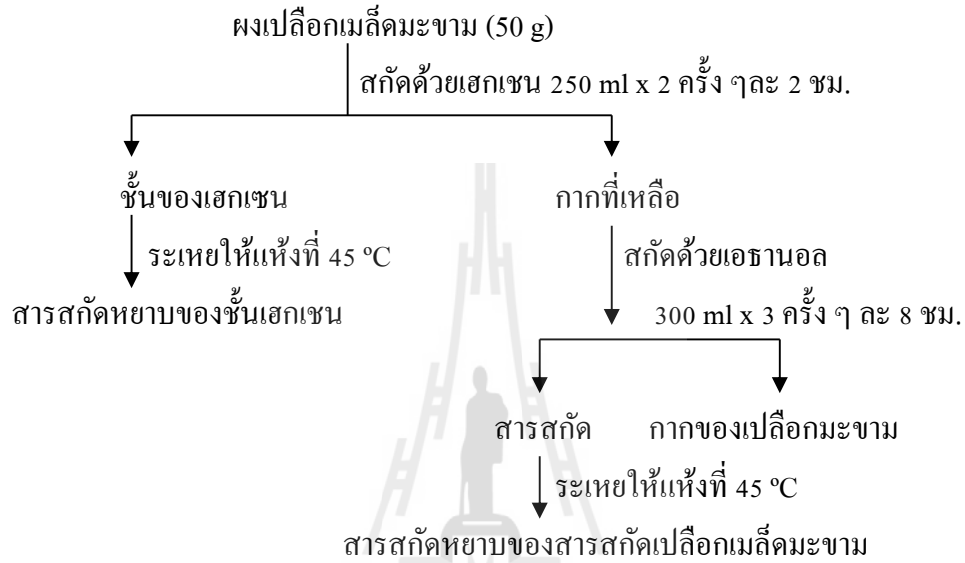 ผงเปลือกเมล็ดมะขาม (50 g)
สกัดด้วยเฮกเซน 250 ml x 2 ครั้ง ๆละ 2 ชม.
ชั้นของเฮกเซน กากที่เหลือ
ระเหยให้แห้งที่ 45 ºC สกัดด้วยเอธานอล
สารสกัดหยาบของชั้นเฮกเซน 300 ml x 3 ครั้ง ๆ ละ 8 ชม.
สารสกัด กากของเปลือกมะขาม
ระเหยให้แห้งที่ 45 ºC
สารสกัดหยาบของสารสกัดเปลือกเมล็ดมะขาม